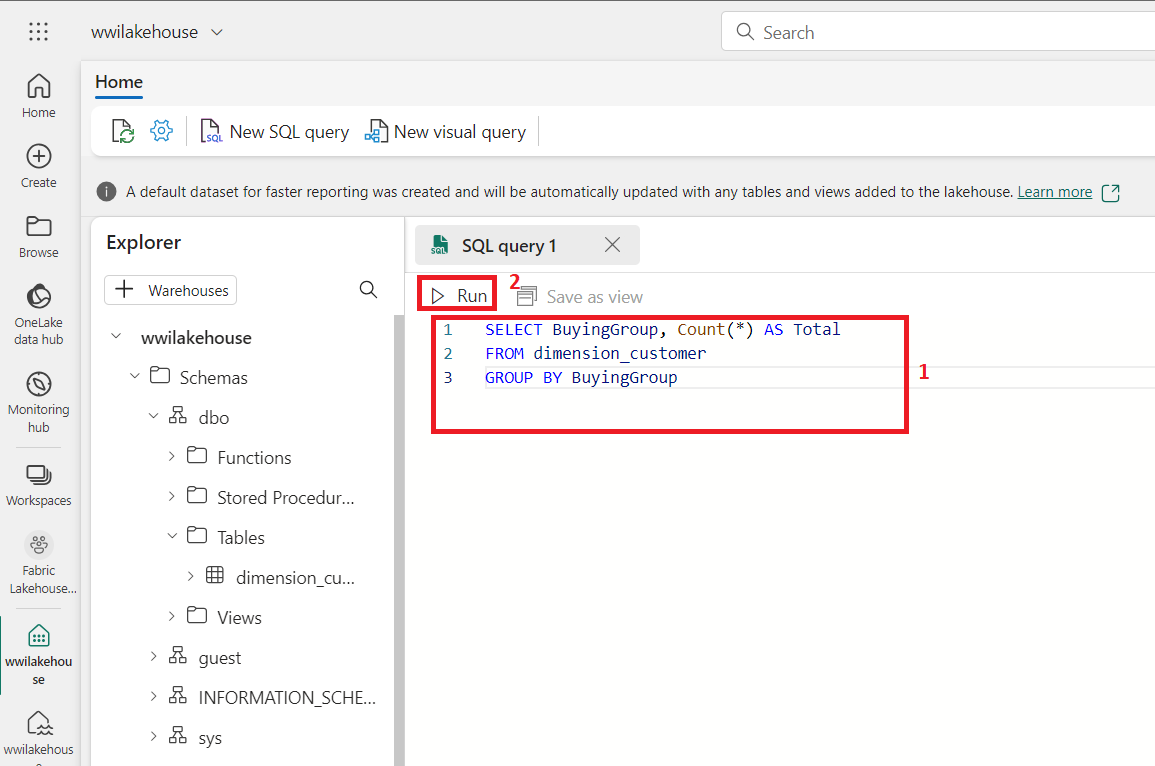 wwilakehouse
Search
Home
Create
Browse
OneLake
data hub
Monitoring
hub
Workspaces
Fabric
Lakehouse...
wwilakehou
se
wwilakehous
Home
SQL New SQL query
New visual query
A default dataset for faster reporting was created and will be automatically updated with any tables and views added to the lakehouse. Learn more
Explorer
Warehouses
wwilakehouse
Schemas
dbo
Functions
Stored Procedur...
Tables
dimension_cu...
Views
guest
INFORMATION_SCHE...
sys
SQL SQL query 1
Run
2
Save as view
1 SELECT BuyingGroup, Count(*) AS Total
2 FROM dimension_customer
3 GROUP BY BuyingGroup
1